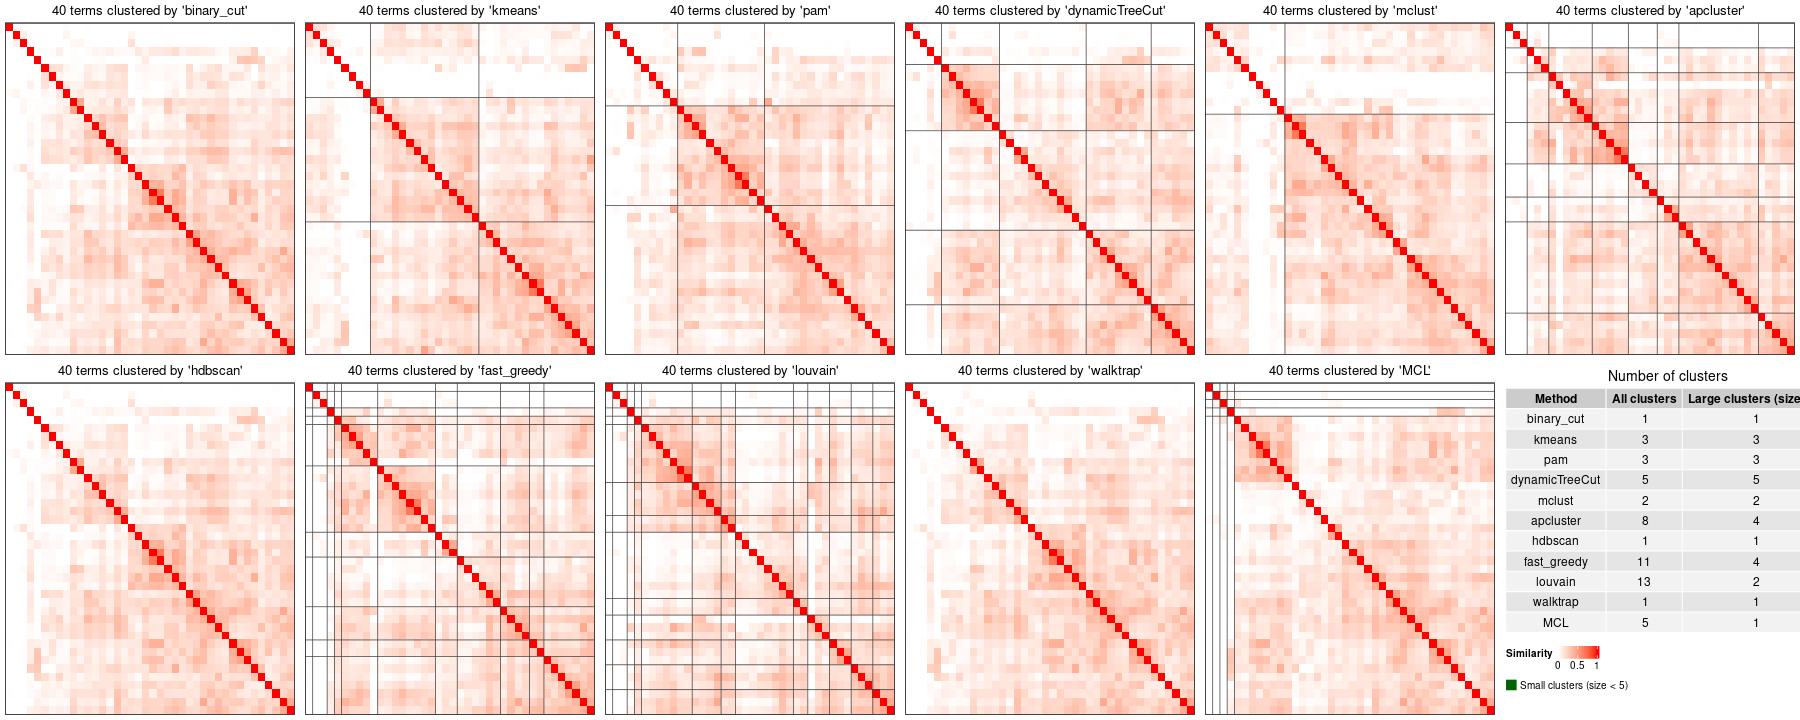 40 terms clustered by 'binary_cut'
40 terms clustered by 'kmeans'
40 terms clustered by 'pam'
40 terms clustered by 'dynamicTreeCut'
40 terms clustered by 'mclust'
40 terms clustered by 'apcluster'
40 terms clustered by 'hdbscan'
40 terms clustered by 'fast_greedy'
40 terms clustered by 'louvain'
40 terms clustered by 'walktrap'
40 terms clustered by 'MCL'
Number of clusters
Method All clusters Large clusters (size
binary_cut 1 1
kmeans 3 3
pam 3 3
dynamicTreeCut 5 5
mclust 2 2
apcluster 8 4
hdbscan 1 1
fast_greedy 11 4
louvain 13 2
walktrap 1 1
MCL 5 1
Similarity
0 0.5 1
Small clusters (size < 5)